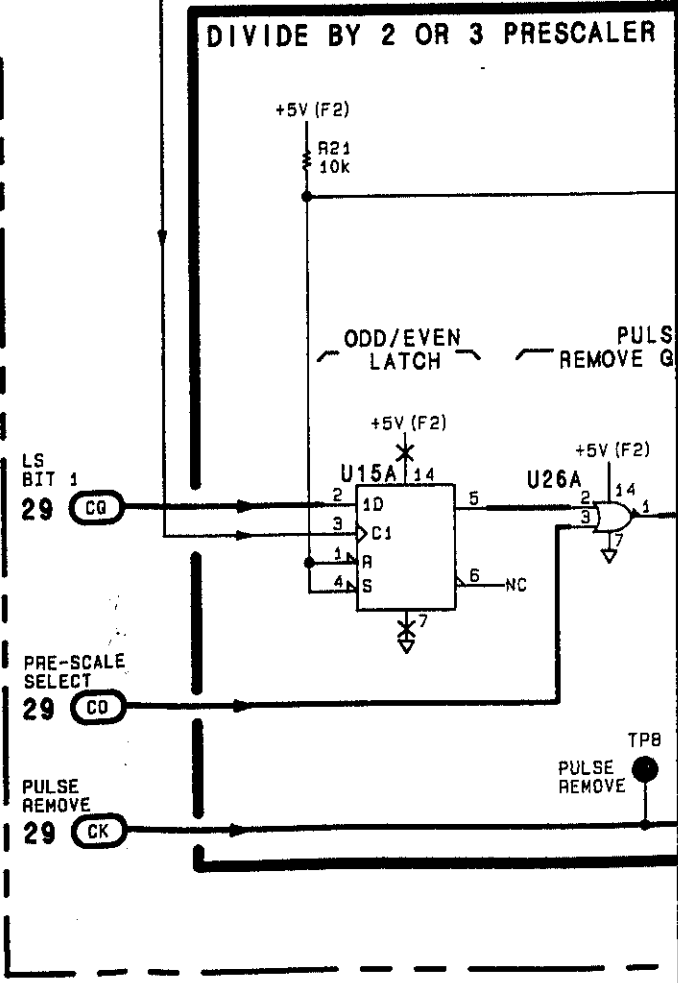 DIVIDE BY 2 OR 3 PRESCALER
+5V (F2)
R21
10k
ODD/EVEN
LATCH
PULS
REMOVE G
+5V (F2)
U15A
14
2
1D
5
3
C1
1
R
4
S
6
NC
7
+5V (F2)
U26A
14
2
3
1
7
LS
BIT 1
29 CQ
PRE-SCALE
SELECT
29 CO
PULSE
REMOVE
29 CK
TP8
PULSE
REMOVE